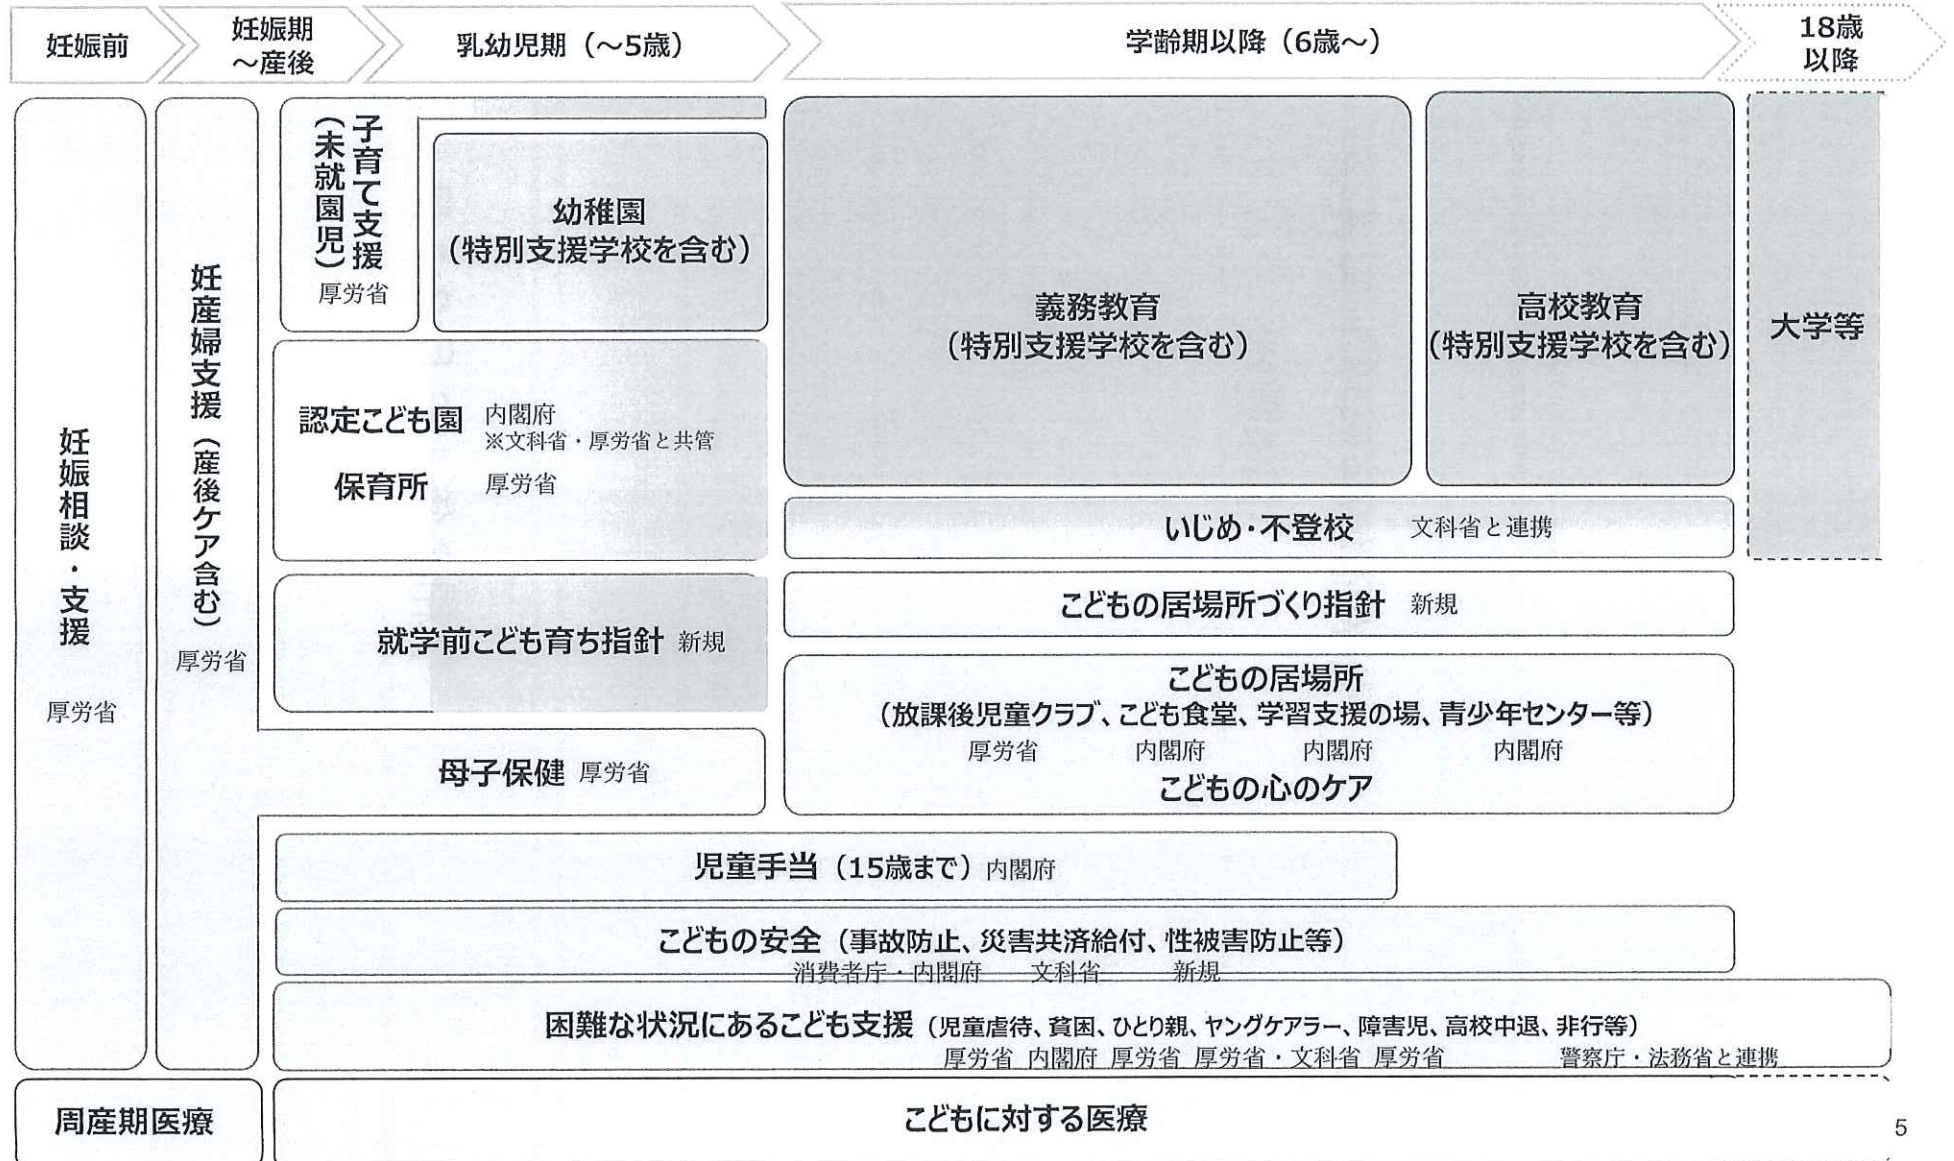 妊娠前
妊娠期
～産後
乳幼児期（～5歳）
学齢期以降（6歳～）
18歳
以降
妊娠相談・支援
厚労省
妊産婦支援（産後ケア含む）
厚労省
子育て支援
（未就園児）
厚労省
幼稚園
（特別支援学校を含む）
認定こども園 内閣府
※文科省・厚労省と共管
保育所 厚労省
就学前こども育ち指針 新規
母子保健 厚労省
義務教育
（特別支援学校を含む）
高校教育
（特別支援学校を含む）
大学等
いじめ・不登校 文科省と連携
こどもの居場所づくり指針 新規
こどもの居場所
（放課後児童クラブ、こども食堂、学習支援の場、青少年センター等）
厚労省 内閣府 内閣府 内閣府
こどもの心のケア
児童手当（15歳まで）内閣府
こどもの安全（事故防止、災害共済給付、性被害防止等）
消費者庁・内閣府 文科省 新規
困難な状況にあるこども支援（児童虐待、貧困、ひとり親、ヤングケアラー、障害児、高校中退、非行等）
厚労省 内閣府 厚労省 厚労省・文科省 厚労省 警察庁・法務省と連携
周産期医療
こどもに対する医療
5